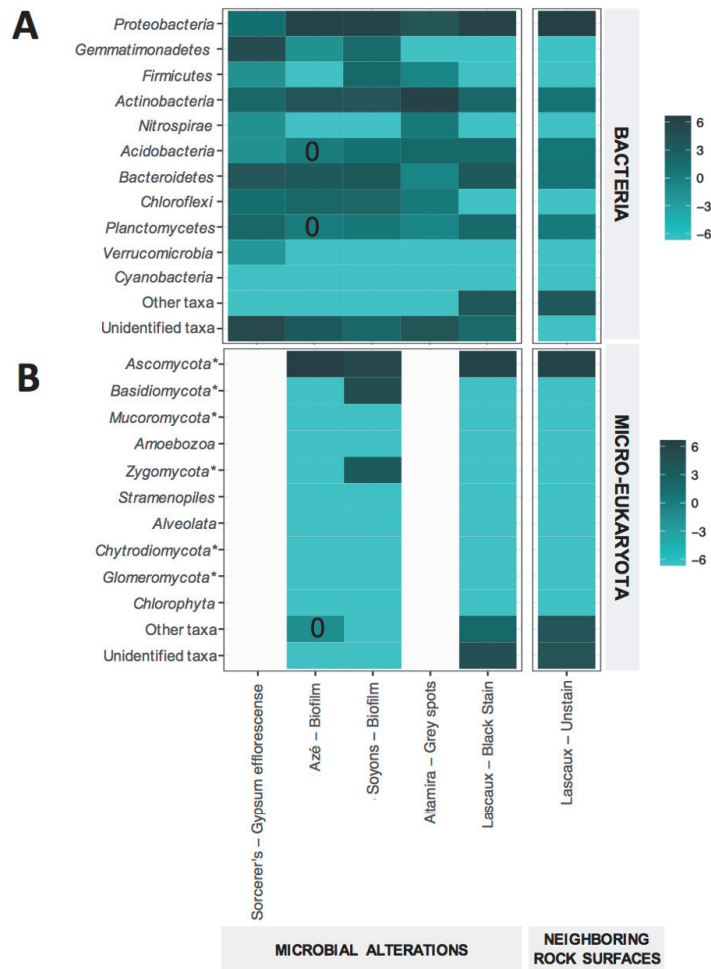 A
Proteobacteria
Gemmatimonadetes
Firmicutes
Actinobacteria
Nitrospirae
Acidobacteria
0
Bacteroidetes
Chloroflexi
Planctomycetes
0
Verrucomicrobia
Cyanobacteria
Other taxa
Unidentified taxa
BACTERIA
6
3
0
−3
−6
B
Ascomycota*
Basidiomycota*
Mucoromycota*
Amoebozoa
Zygomycota*
Stramenopiles
Alveolata
Chytrodiomycota*
Glomeromycota*
Chlorophyta
Other taxa
0
Unidentified taxa
MICRO-EUKARYOTA
6
3
0
−3
−6
Sorcerer's – Gypsum efflorescense
Azé – Biofilm
Soyons – Biofilm
Altamira – Grey spots
Lascaux – Black Stain
Lascaux – Unstain
MICROBIAL ALTERATIONS
NEIGHBORING
ROCK SURFACES